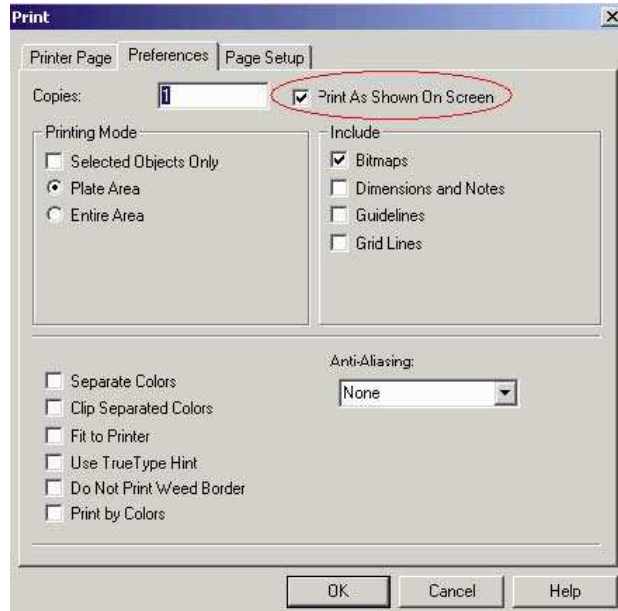 Print
Printer Page Preferences Page Setup
Copies: 1 Print As Shown On Screen
Printing Mode
Selected Objects Only
Plate Area
Entire Area
Include
Bitmaps
Dimensions and Notes
Guidelines
Grid Lines
Separate Colors
Clip Separated Colors
Fit to Printer
Use TrueType Hint
Do Not Print Weed Border
Print by Colors
Anti-Aliasing:
None
OK Cancel Help